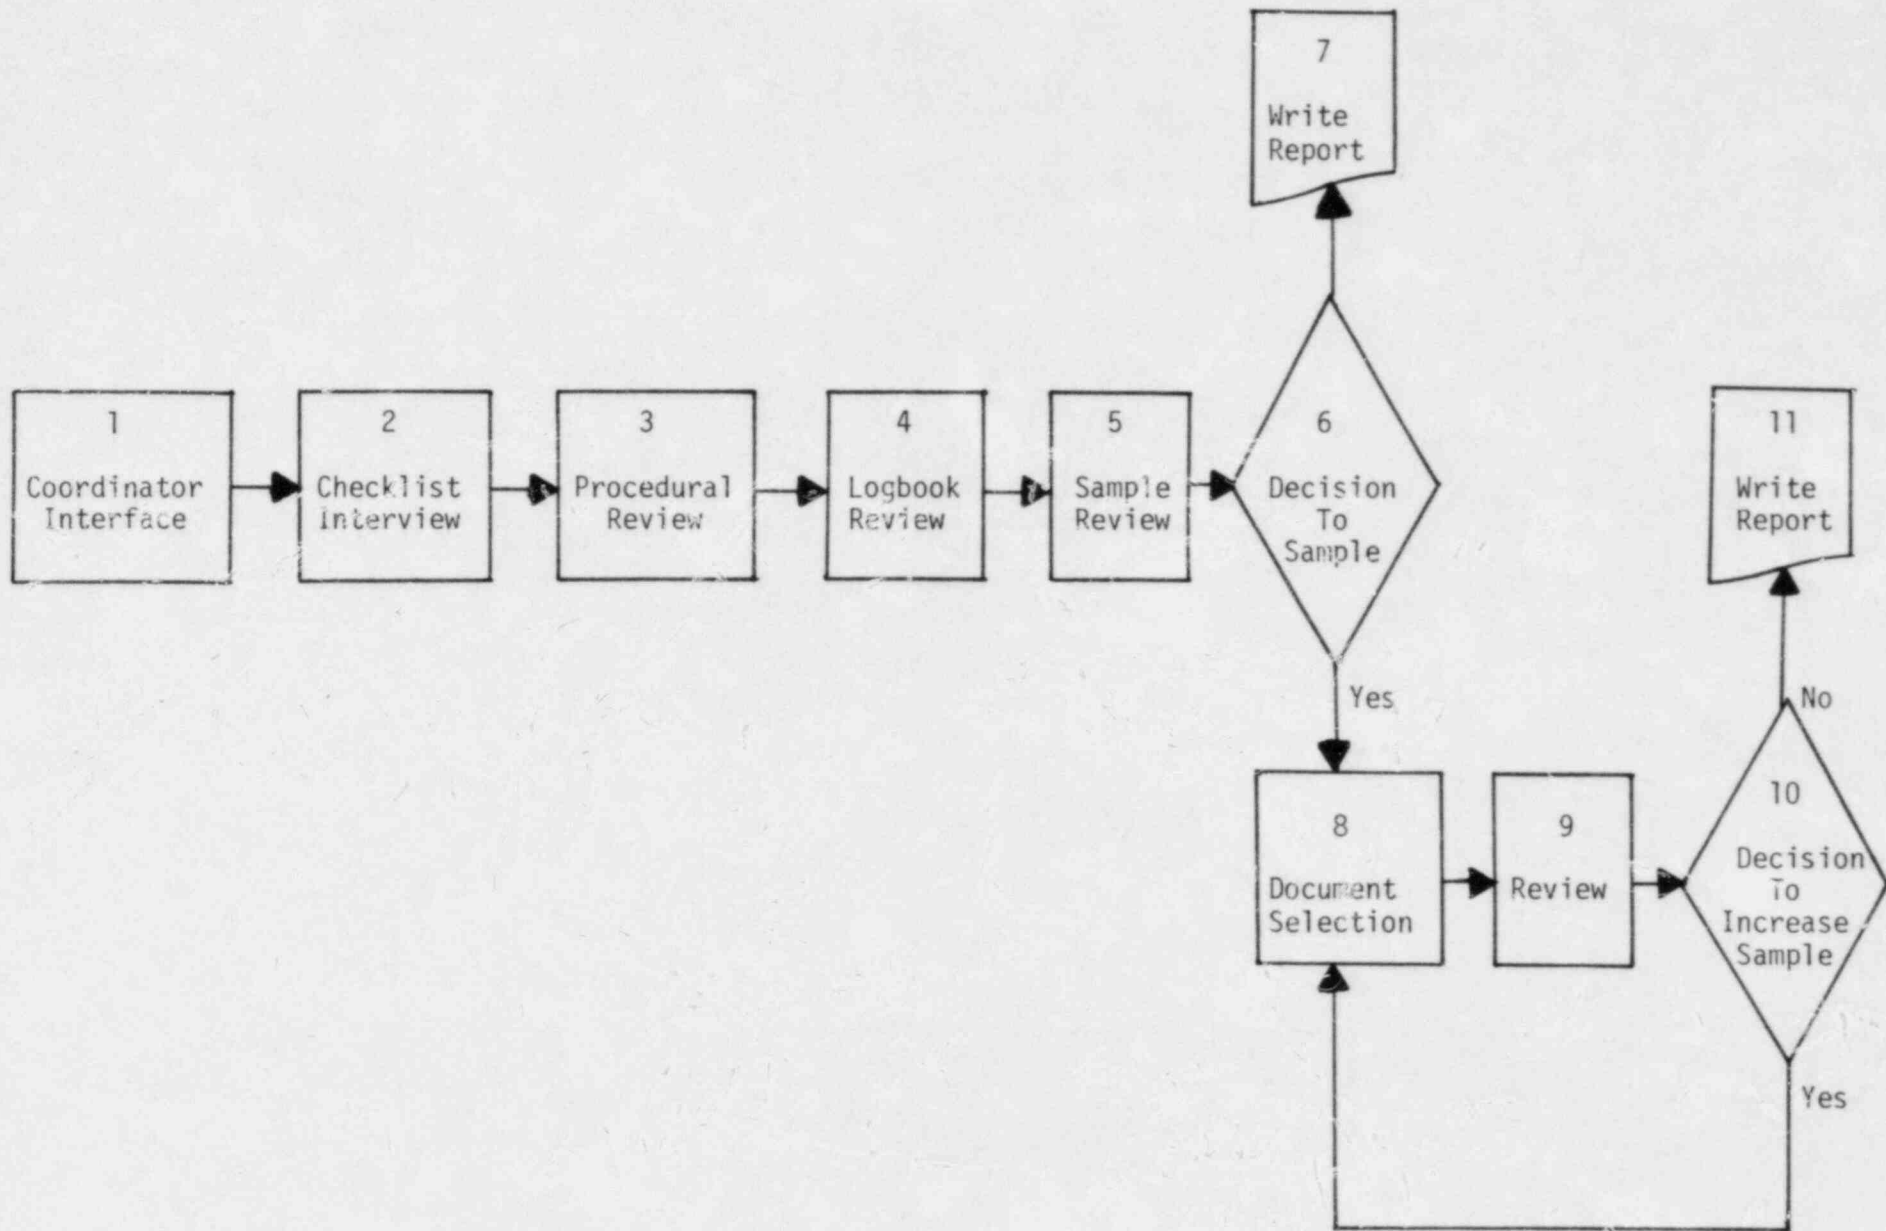 7
Write
Report
1
Coordinator
Interface
2
Checklist
Interview
3
Procedural
Review
4
Logbook
Review
5
Sample
Review
6
Decision
To
Sample
Yes
8
Document
Selection
9
Review
10
Decision
To
Increase
Sample
No
Yes
11
Write
Report